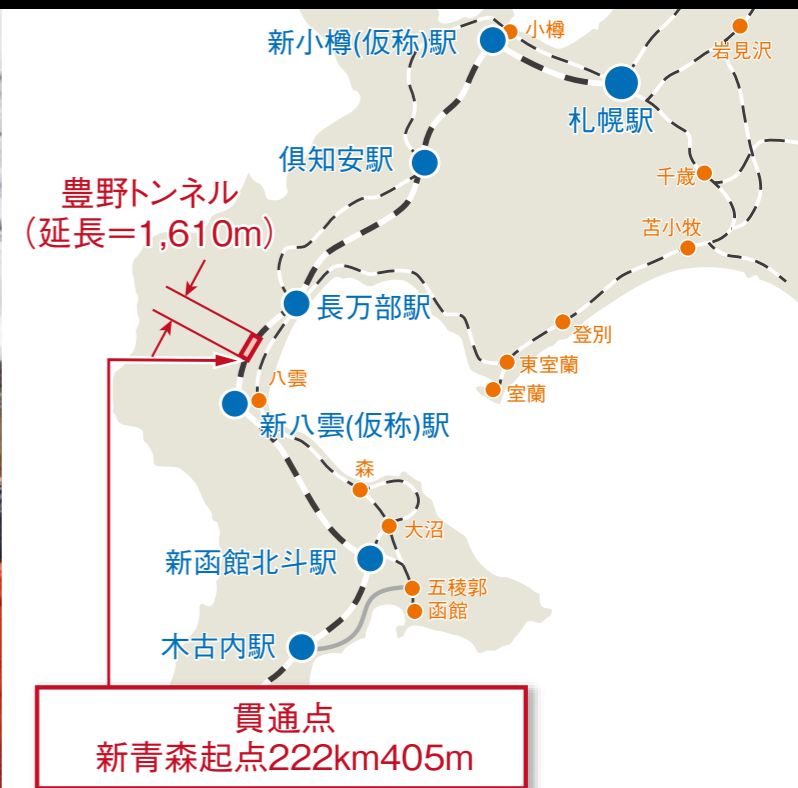 新小樽(仮称)駅
小樽
岩見沢
札幌駅
倶知安駅
千歳
豊野トンネル
（延長＝1,610m）
苫小牧
長万部駅
登別
東室蘭
室蘭
八雲
新八雲(仮称)駅
森
大沼
新函館北斗駅
五稜郭
函館
木古内駅
貫通点
新青森起点222km405m